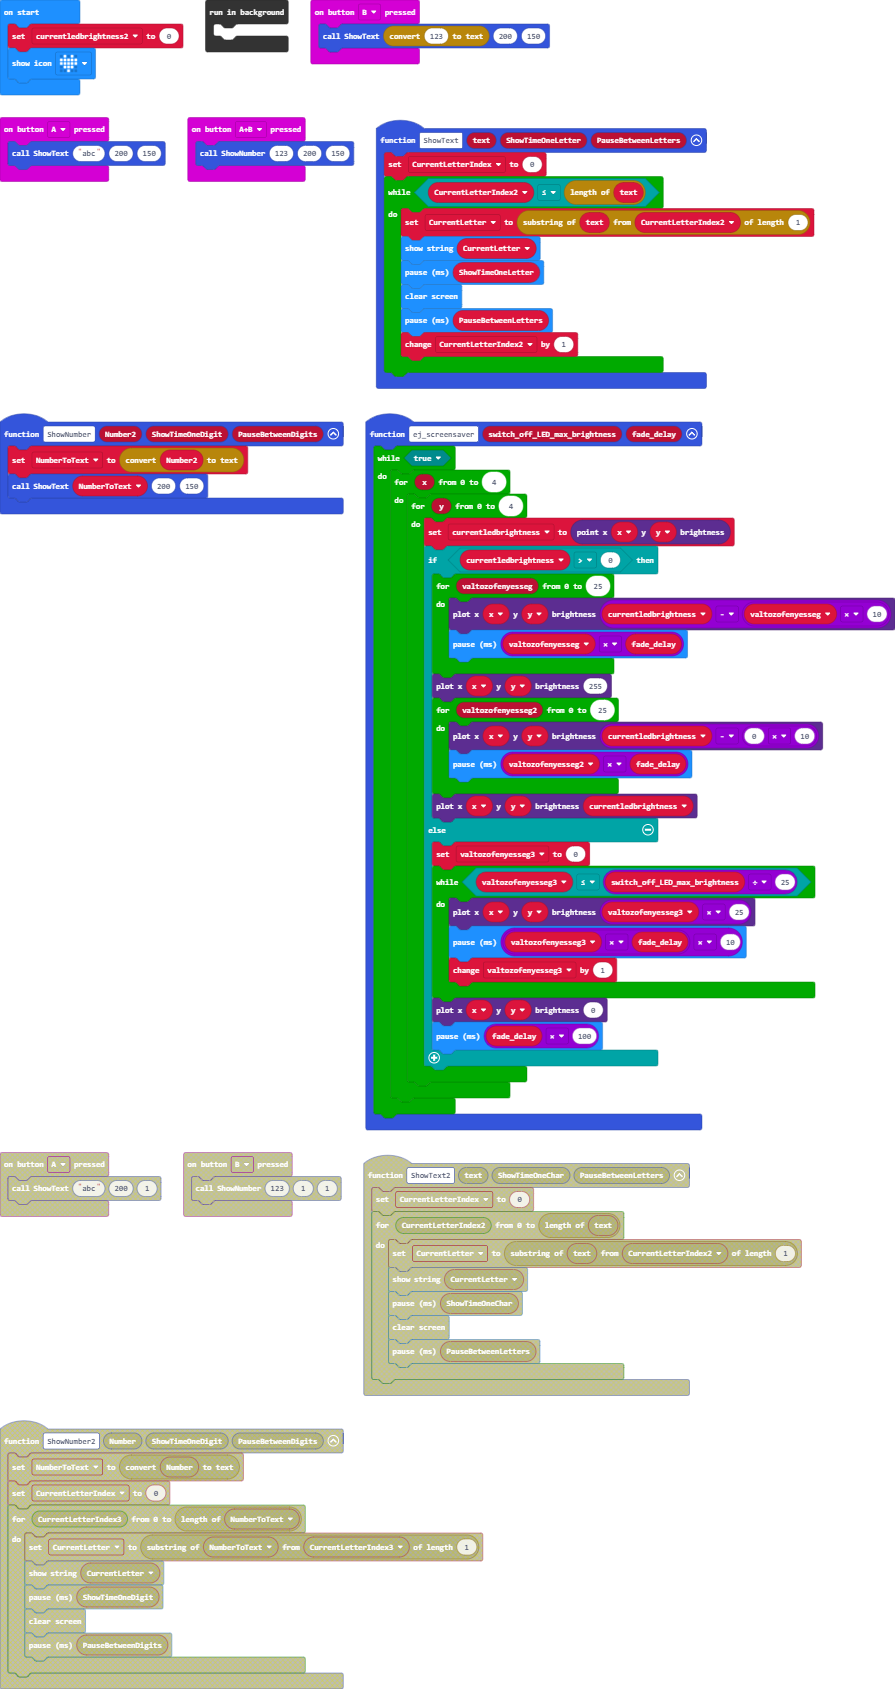 on start
set currentledbrightness2 to 0
show icon
run in background
on button B pressed
call ShowText convert 123 to text 200 150
on button A pressed
call ShowText "abc" 200 150
on button A+B pressed
call ShowNumber 123 200 150
function ShowText text ShowTimeOneLetter PauseBetweenLetters
set CurrentLetterIndex to 0
while CurrentLetterIndex2 ≤ length of text
do
set CurrentLetter to substring of text from CurrentLetterIndex2 of length 1
show string CurrentLetter
pause (ms) ShowTimeOneLetter
clear screen
pause (ms) PauseBetweenLetters
change CurrentLetterIndex2 by 1
function ShowNumber Number2 ShowTimeOneDigit PauseBetweenDigits
set NumberToText to convert Number2 to text
call ShowText NumberToText 200 150
function ej_screensaver switch_off_LED_max_brightness fade_delay
while true
do
for x from 0 to 4
do
for y from 0 to 4
do
set currentledbrightness to point x x y y brightness
if currentledbrightness > 0 then
for valtozofenyesseg from 0 to 25
do
plot x x y y brightness currentledbrightness - valtozofenyesseg × 10
pause (ms) valtozofenyesseg × fade_delay
plot x x y y brightness 255
for valtozofenyesseg2 from 0 to 25
do
plot x x y y brightness currentledbrightness - 0 × 10
pause (ms) valtozofenyesseg2 × fade_delay
plot x x y y brightness currentledbrightness
else
set valtozofenyesseg3 to 0
while valtozofenyesseg3 ≤ switch_off_LED_max_brightness ÷ 25
do
plot x x y y brightness valtozofenyesseg3 × 25
pause (ms) valtozofenyesseg3 × fade_delay × 10
change valtozofenyesseg3 by 1
plot x x y y brightness 0
pause (ms) fade_delay × 100
on button A pressed
call ShowText "abc" 200 1
on button B pressed
call ShowNumber 123 1 1
function ShowText2 text ShowTimeOneChar PauseBetweenLetters
set CurrentLetterIndex to 0
for CurrentLetterIndex2 from 0 to length of text
do
set CurrentLetter to substring of text from CurrentLetterIndex2 of length 1
show string CurrentLetter
pause (ms) ShowTimeOneChar
clear screen
pause (ms) PauseBetweenLetters
function ShowNumber2 Number ShowTimeOneDigit PauseBetweenDigits
set NumberToText to convert Number to text
set CurrentLetterIndex to 0
for CurrentLetterIndex3 from 0 to length of NumberToText
do
set CurrentLetter to substring of NumberToText from CurrentLetterIndex3 of length 1
show string CurrentLetter
pause (ms) ShowTimeOneDigit
clear screen
pause (ms) PauseBetweenDigits